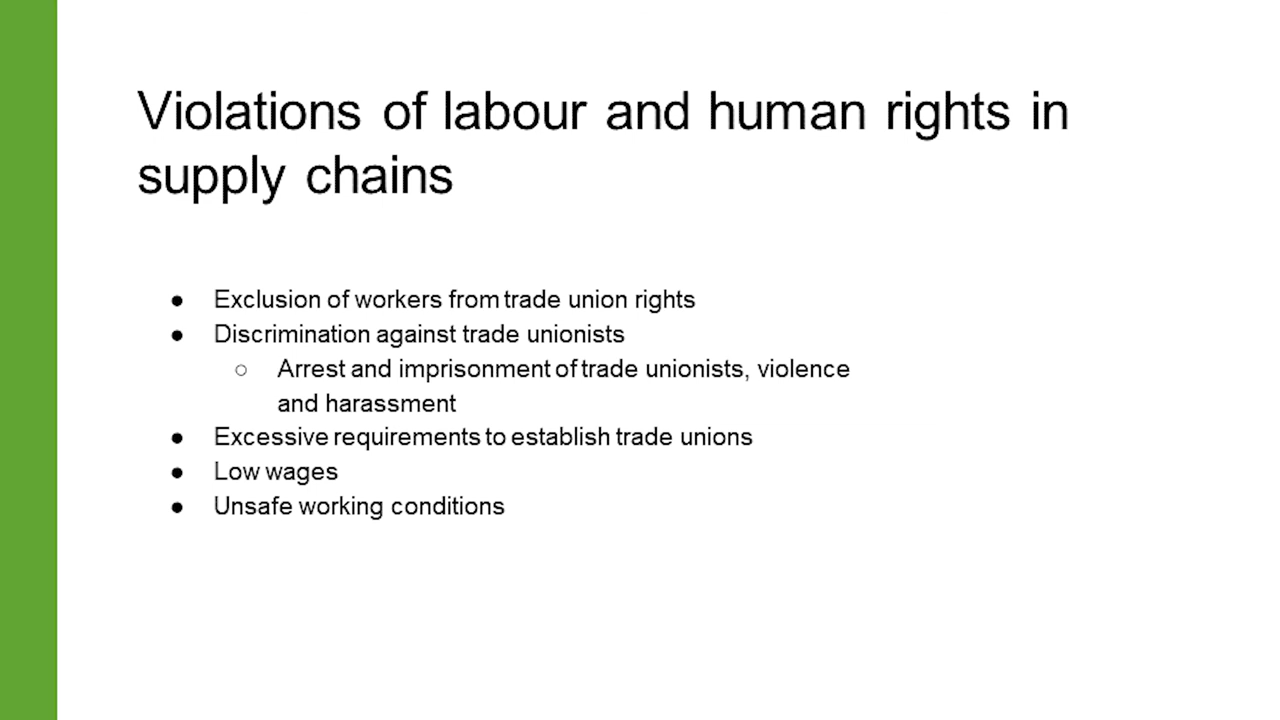 Violations of labour and human rights in
supply chains
● Exclusion of workers from trade union rights
● Discrimination against trade unionists
○ Arrest and imprisonment of trade unionists, violence
and harassment
● Excessive requirements to establish trade unions
● Low wages
● Unsafe working conditions